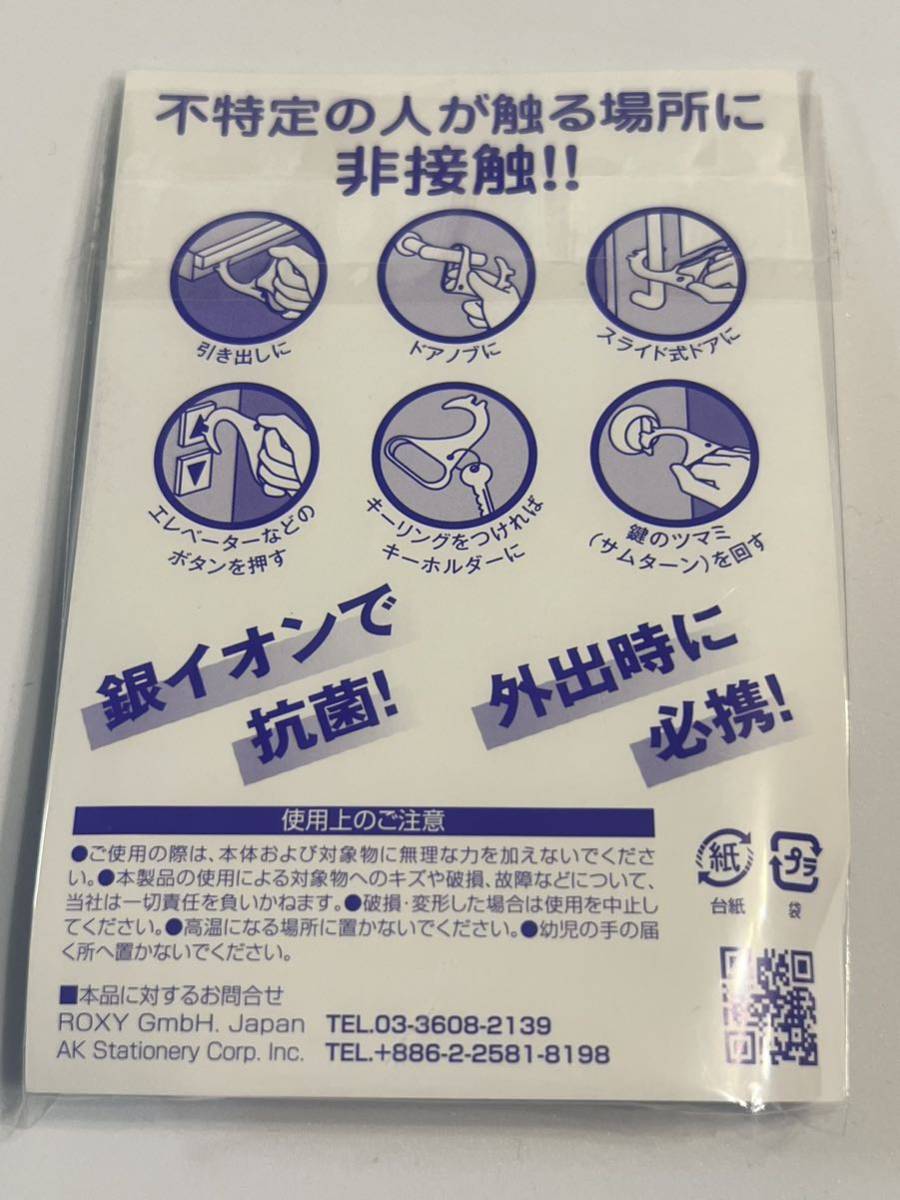 不特定の人が触る場所に
非接触!!
引き出しに
ドアノブに
スライド式ドアに
エレベーターなどの
ボタンを押す
キーリングをつければ
キーホルダーに
鍵のツマミ
(サムターン)を回す
銀イオンで
抗菌!
外出時に
必携!
使用上のご注意
●ご使用の際は、本体および対象物に無理な力を加えないでくださ
い。●本製品の使用による対象物へのキズや破損、故障などについて、
当社は一切責任を負いかねます。●破損・変形した場合は使用を中止し
てください。●高温になる場所に置かないでください。●幼児の手の届
く所へ置かないでください。
紙
台紙
プラ
袋
■本品に対するお問合せ
ROXY GmbH. Japan TEL.03-3608-2139
AK Stationery Corp. Inc. TEL.+886-2-2581-8198